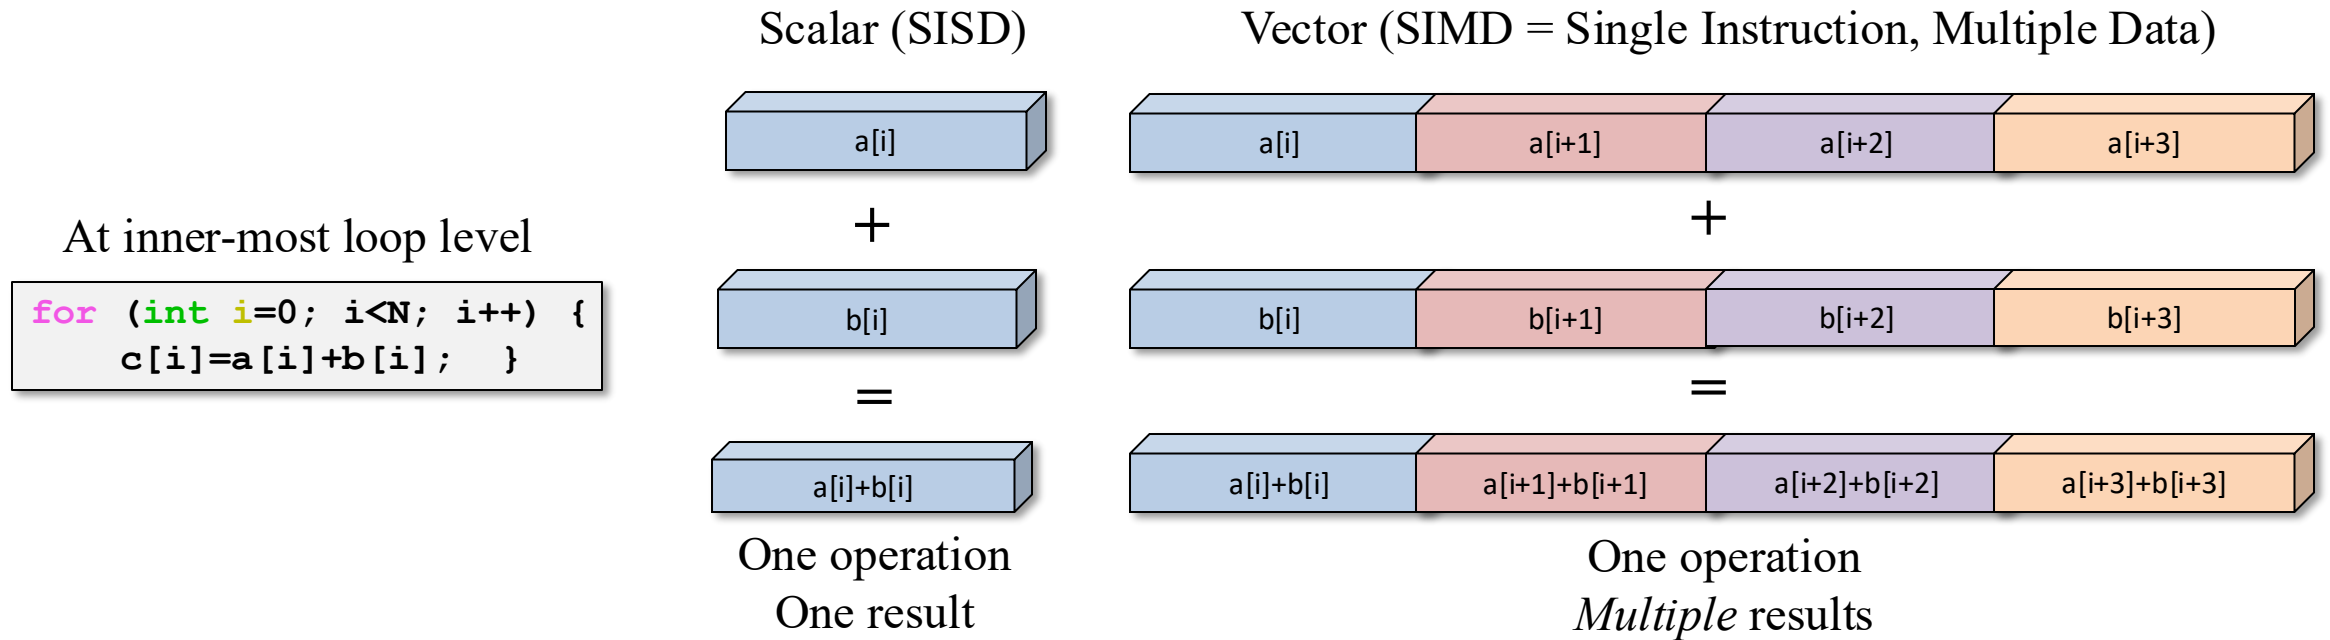 At inner-most loop level
for (int i=0; i<N; i++) {
c[i]=a[i]+b[i]; }
Scalar (SISD)
a[i]
+
b[i]
=
a[i]+b[i]
One operation
One result
Vector (SIMD = Single Instruction, Multiple Data)
a[i] a[i+1] a[i+2] a[i+3]
+
b[i] b[i+1] b[i+2] b[i+3]
=
a[i]+b[i] a[i+1]+b[i+1] a[i+2]+b[i+2] a[i+3]+b[i+3]
One operation
Multiple results